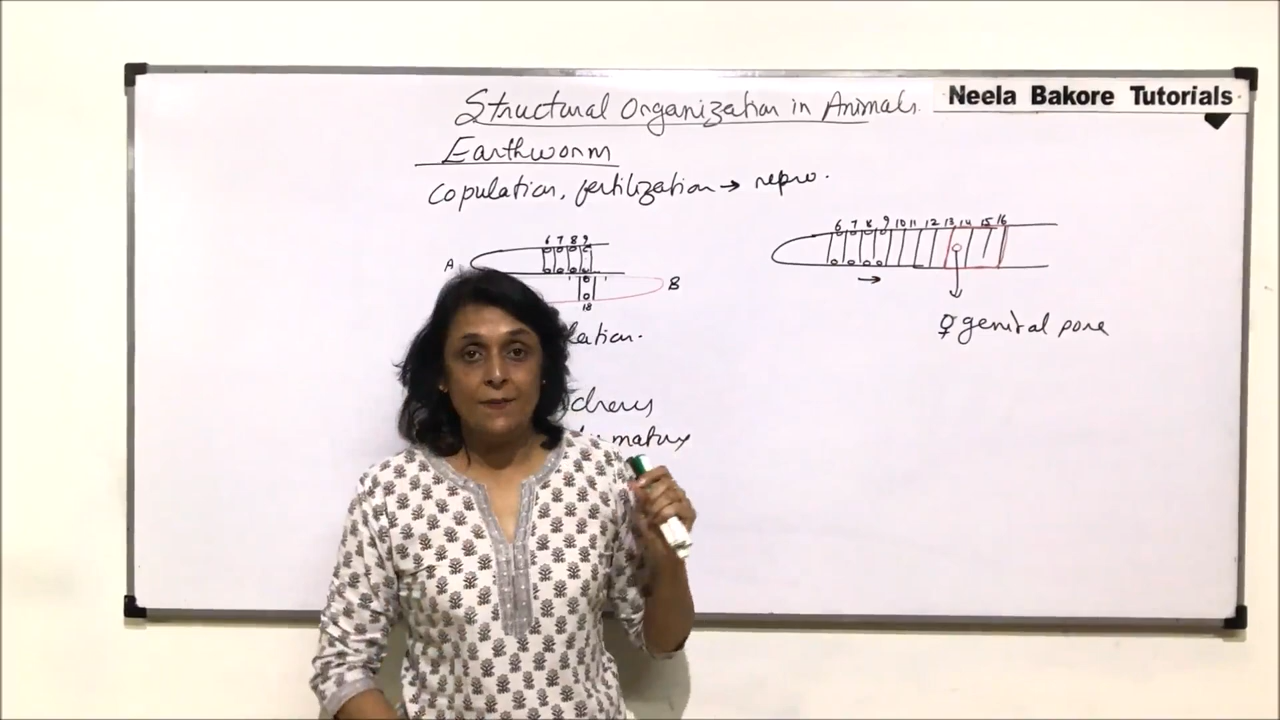 Structural Organization in Animals.
Neela Bakore Tutorials
Earthworm
Copulation, fertilization → repro.
6 7 8 9
A
B
18
6 7 8 9 10 11 12 13 14 15 16
→
♀ genital pore